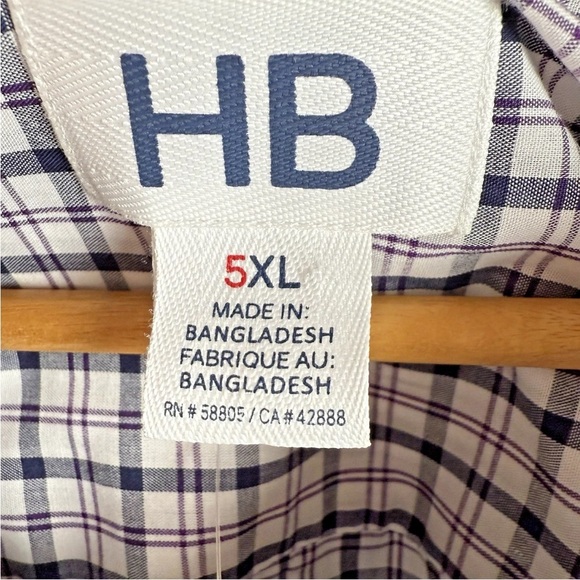 HB
5XL
MADE IN:
BANGLADESH
FABRIQUE AU:
BANGLADESH
RN # 58805 / CA # 42888